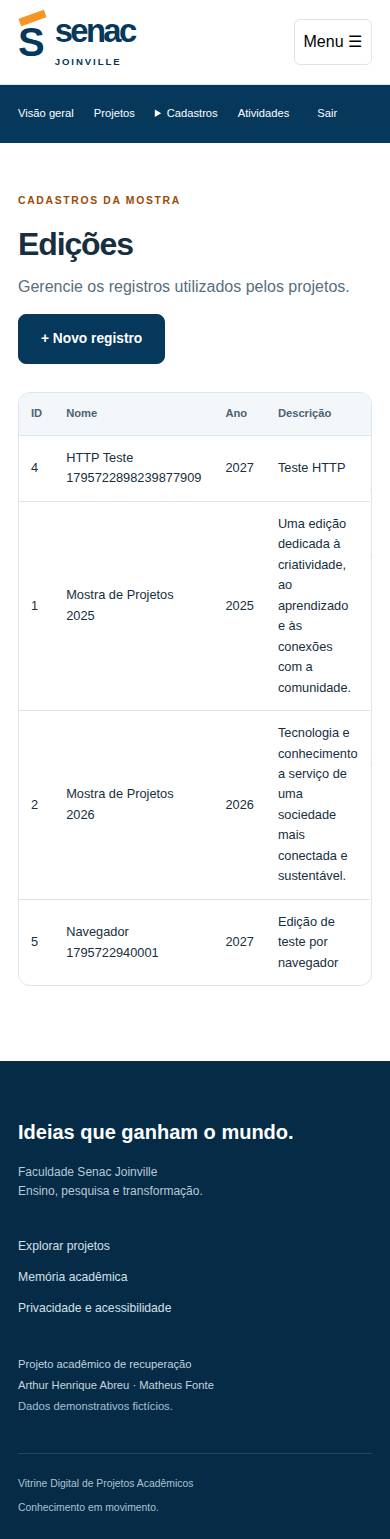 S senac
JOINVILLE
Menu ☰
Visão geral Projetos ▶ Cadastros Atividades Sair
CADASTROS DA MOSTRA
Edições
Gerencie os registros utilizados pelos projetos.
+ Novo registro
ID Nome Ano Descrição
4 HTTP Teste 1795722898239877909 2027 Teste HTTP
1 Mostra de Projetos 2025 2025 Uma edição
dedicada à
criatividade,
ao
aprendizado
e às
conexões
com a
comunidade.
2 Mostra de Projetos 2026 2026 Tecnologia e
conhecimento
a serviço de
uma
sociedade
mais
conectada e
sustentável.
5 Navegador 1795722940001 2027 Edição de
teste por
navegador
Ideias que ganham o mundo.
Faculdade Senac Joinville
Ensino, pesquisa e transformação.
Explorar projetos
Memória acadêmica
Privacidade e acessibilidade
Projeto acadêmico de recuperação
Arthur Henrique Abreu · Matheus Fonte
Dados demonstrativos fictícios.
Vitrine Digital de Projetos Acadêmicos
Conhecimento em movimento.